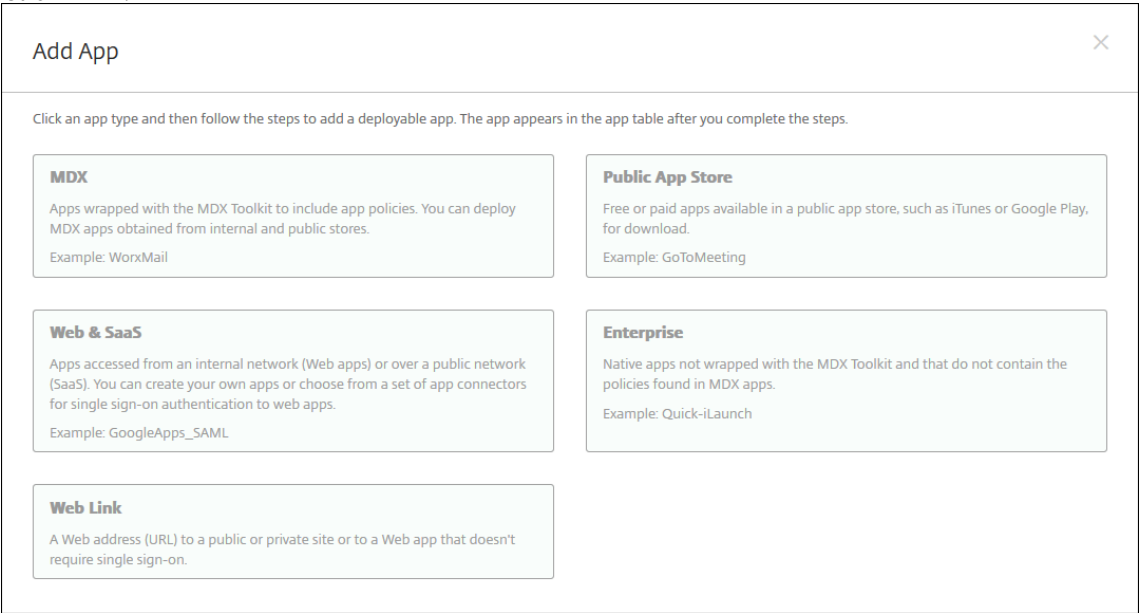 Add App
Click an app type and then follow the steps to add a deployable app. The app appears in the app table after you complete the steps.
MDX
Apps wrapped with the MDX Toolkit to include app policies. You can deploy
MDX apps obtained from internal and public stores.
Example: WorxMail
Public App Store
Free or paid apps available in a public app store, such as iTunes or Google Play,
for download.
Example: GoToMeeting
Web & SaaS
Apps accessed from an internal network (Web apps) or over a public network
(SaaS). You can create your own apps or choose from a set of app connectors
for single sign-on authentication to web apps.
Example: GoogleApps_SAML
Enterprise
Native apps not wrapped with the MDX Toolkit and that do not contain the
policies found in MDX apps.
Example: Quick-iLaunch
Web Link
A Web address (URL) to a public or private site or to a Web app that doesn't
require single sign-on.